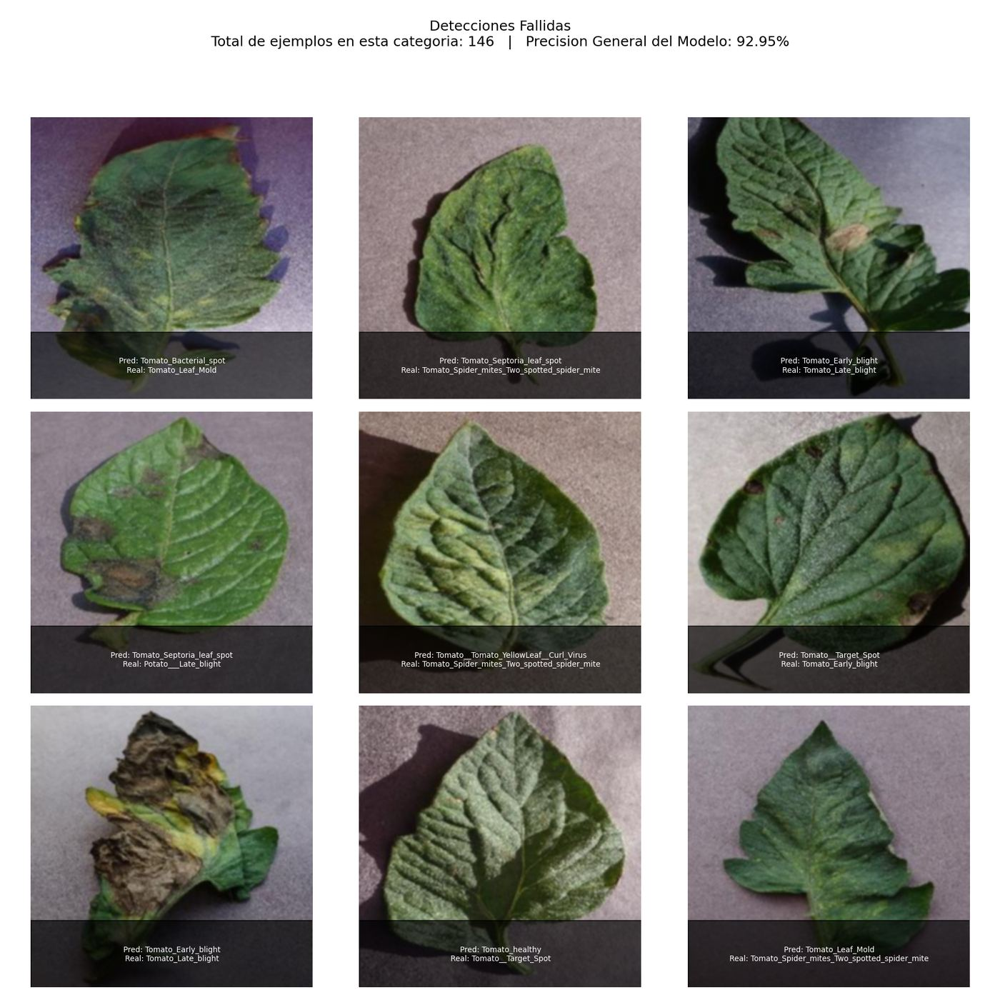 Detecciones Fallidas
Total de ejemplos en esta categoria: 146 | Precision General del Modelo: 92.95%
Pred: Tomato_Bacterial_spot
Real: Tomato_Leaf_Mold
Pred: Tomato_Septoria_leaf_spot
Real: Tomato_Spider_mites_Two_spotted_spider_mite
Pred: Tomato_Early_blight
Real: Tomato_Late_blight
Pred: Tomato_Septoria_leaf_spot
Real: Potato___Late_blight
Pred: Tomato__Tomato_YellowLeaf__Curl_Virus
Real: Tomato_Spider_mites_Two_spotted_spider_mite
Pred: Tomato__Target_Spot
Real: Tomato_Early_blight
Pred: Tomato_Early_blight
Real: Tomato_Late_blight
Pred: Tomato_healthy
Real: Tomato__Target_Spot
Pred: Tomato_Leaf_Mold
Real: Tomato_Spider_mites_Two_spotted_spider_mite